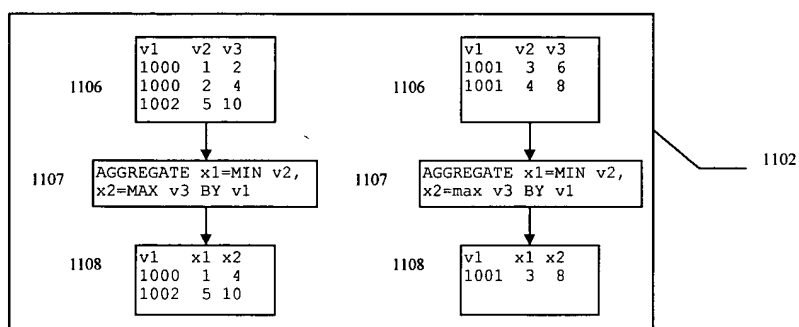 v1 v2 v3
1000 1 2
1000 2 4
1002 5 10
1106
v1 v2 v3
1001 3 6
1001 4 8
1106
1102
1107
AGGREGATE x1=MIN v2,
x2=MAX v3 BY v1
1107
AGGREGATE x1=MIN v2,
x2=max v3 BY v1
1108
v1 x1 x2
1000 1 4
1002 5 10
1108
v1 x1 x2
1001 3 8